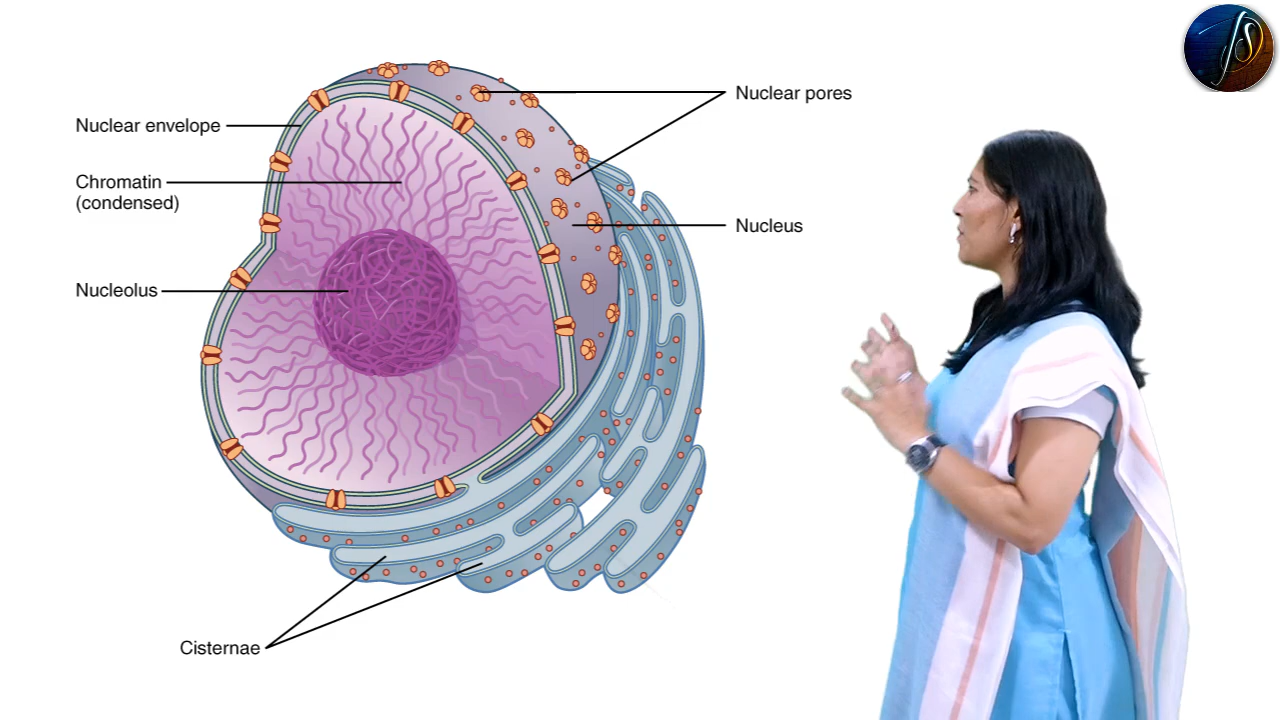 Nuclear pores
Nuclear envelope
Chromatin
(condensed)
Nucleus
Nucleolus
Cisternae